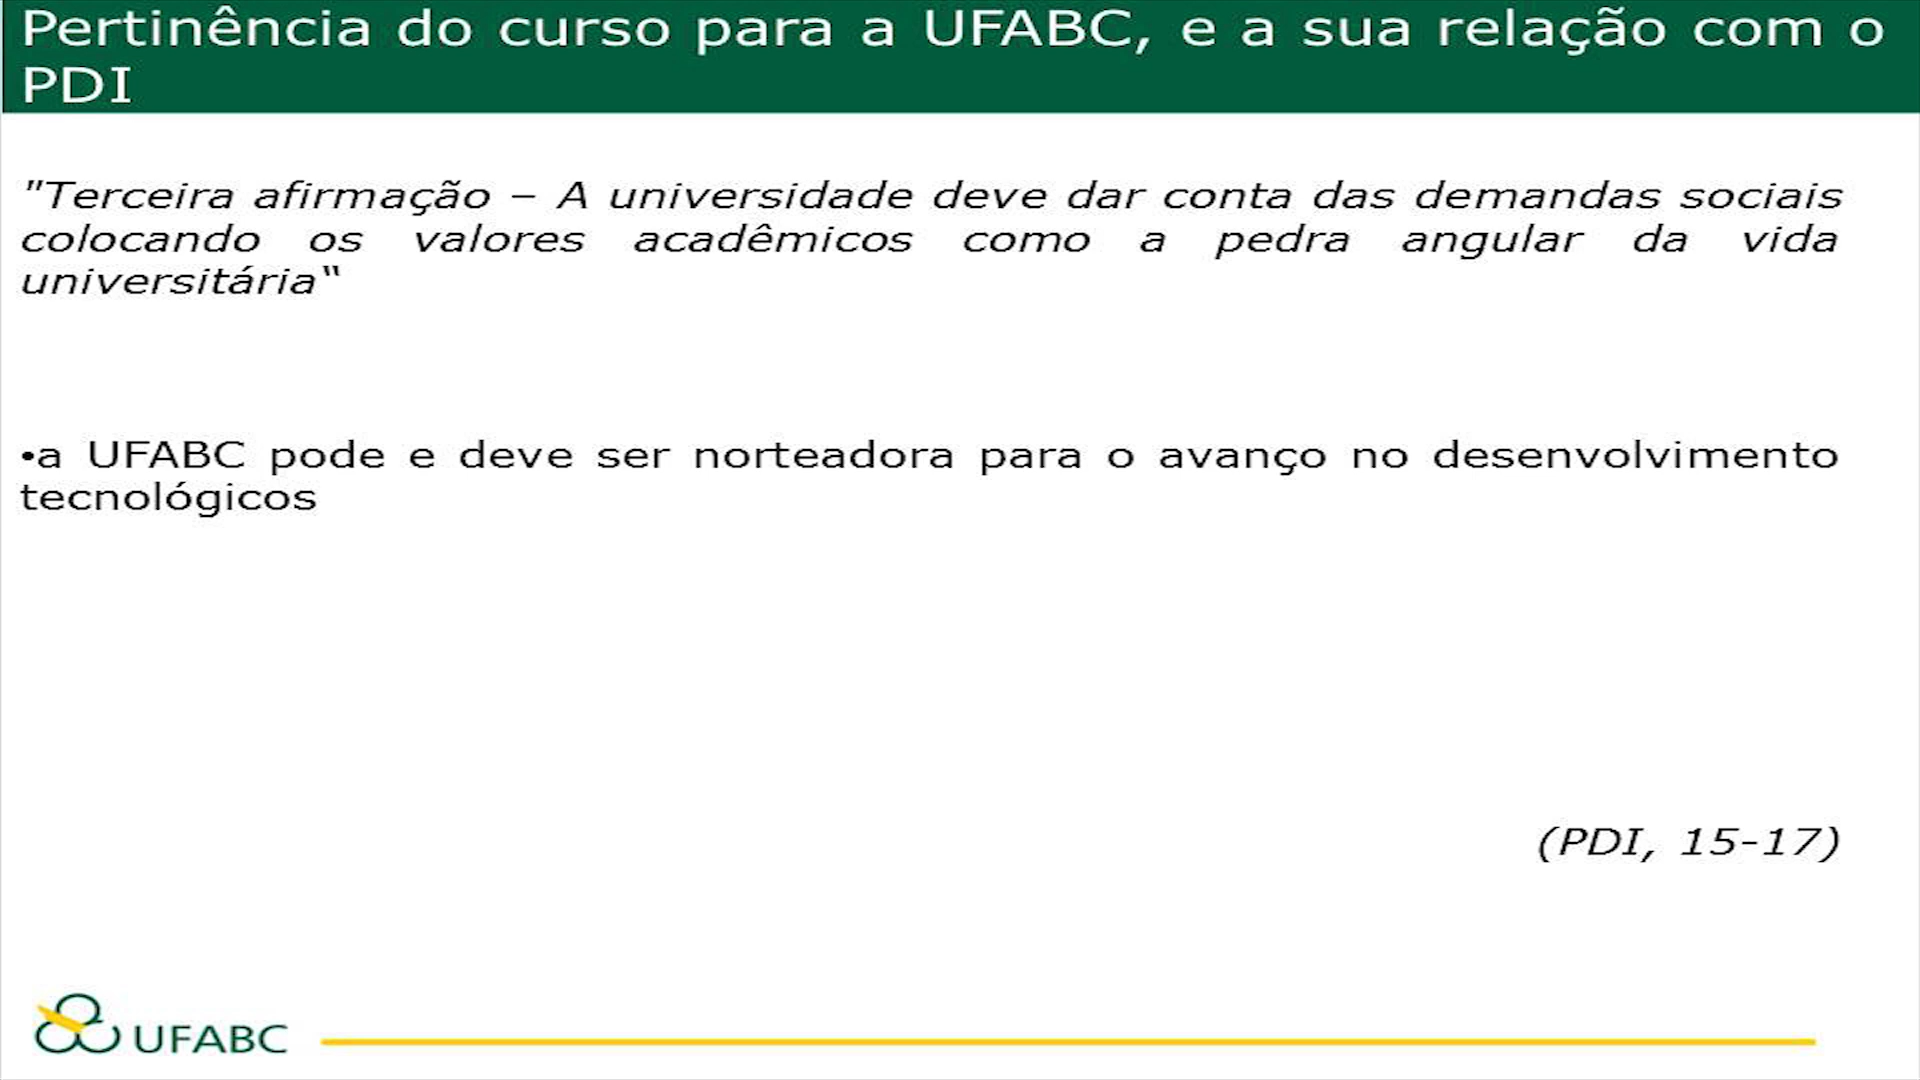 Pertinência do curso para a UFABC, e a sua relação com o
PDI
"Terceira afirmação – A universidade deve dar conta das demandas sociais
colocando os valores acadêmicos como a pedra angular da vida
universitária“
•a UFABC pode e deve ser norteadora para o avanço no desenvolvimento
tecnológicos
(PDI, 15-17)
UFABC